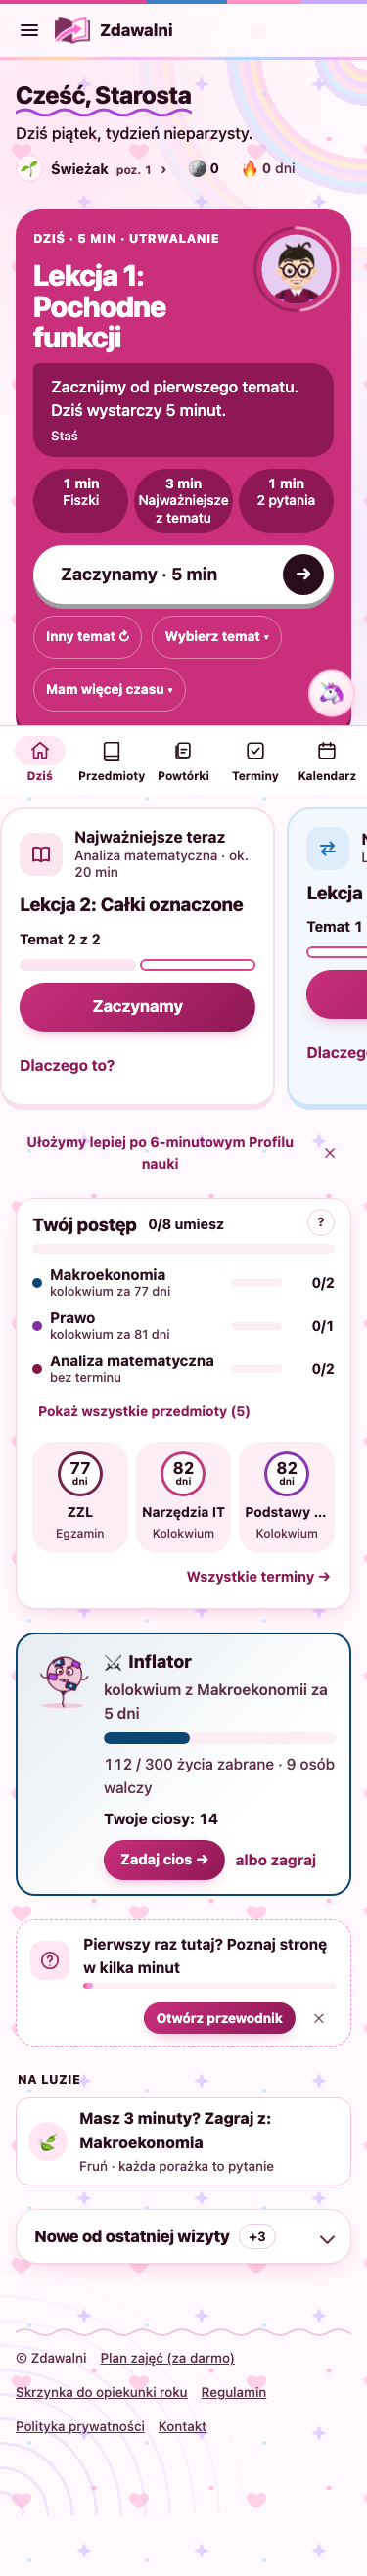 Zdawalni
Cześć, Starosta
Dziś piątek, tydzień nieparzysty.
Świeżak poz. 1 › 0 0 dni
DZIŚ · 5 MIN · UTRWALANIE
Lekcja 1:
Pochodne
funkcji
Zacznijmy od pierwszego tematu.
Dziś wystarczy 5 minut.
Staś
1 min
Fiszki
3 min
Najważniejsze
z tematu
1 min
2 pytania
Zaczynamy · 5 min →
Inny temat ↻
Wybierz temat ▾
Mam więcej czasu ▾
Dziś
Przedmioty
Powtórki
Terminy
Kalendarz
Najważniejsze teraz
Analiza matematyczna · ok.
20 min
Lekcja 2: Całki oznaczone
Temat 2 z 2
Zaczynamy
Dlaczego to?
Lekcja
Temat 1
Dlaczeg
Ułożymy lepiej po 6-minutowym Profilu
nauki
×
Twój postęp 0/8 umiesz ?
Makroekonomia
kolokwium za 77 dni
0/2
Prawo
kolokwium za 81 dni
0/1
Analiza matematyczna
bez terminu
0/2
Pokaż wszystkie przedmioty (5)
77
dni
ZZL
Egzamin
82
dni
Narzędzia IT
Kolokwium
82
dni
Podstawy ...
Kolokwium
Wszystkie terminy →
⚔ Inflator
kolokwium z Makroekonomii za
5 dni
112 / 300 życia zabrane · 9 osób
walczy
Twoje ciosy: 14
Zadaj cios → albo zagraj
Pierwszy raz tutaj? Poznaj stronę
w kilka minut
Otwórz przewodnik ×
NA LUZIE
Masz 3 minuty? Zagraj z:
Makroekonomia
Fruń · każda porażka to pytanie
Nowe od ostatniej wizyty +3
© Zdawalni Plan zajęć (za darmo)
Skrzynka do opiekunki roku Regulamin
Polityka prywatności Kontakt